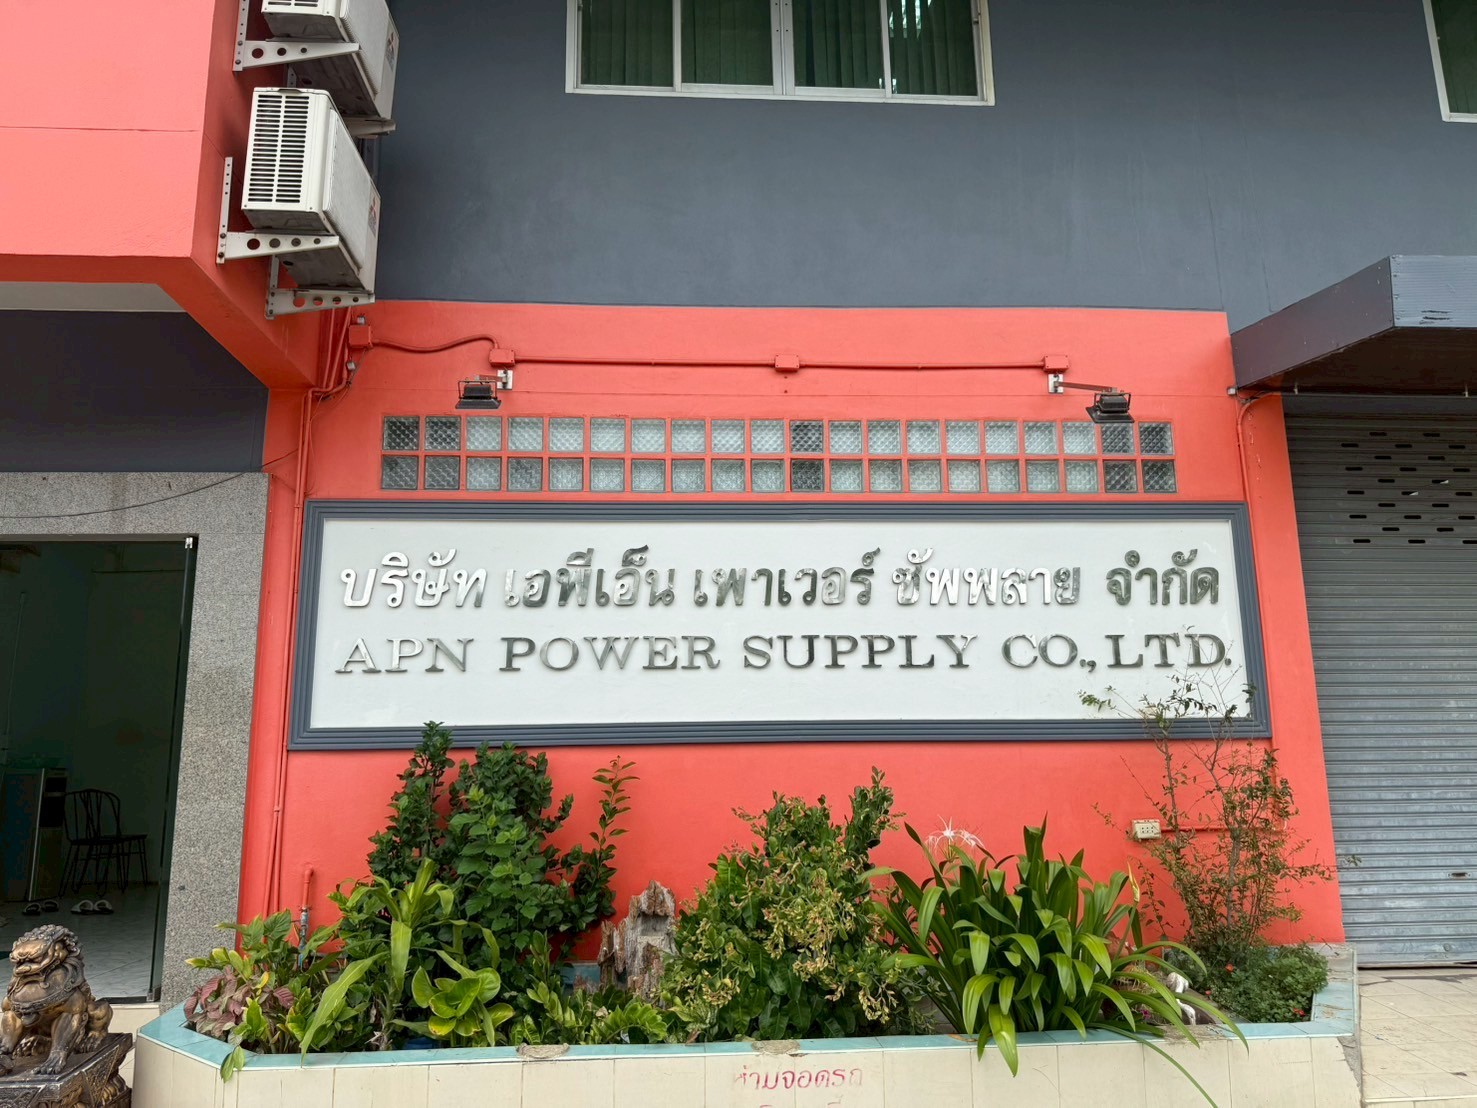 บริษัท เอพีเอ็น เพาเวอร์ ซัพพลาย จำกัด
APN POWER SUPPLY CO., LTD.
ห้ามจอดรถ